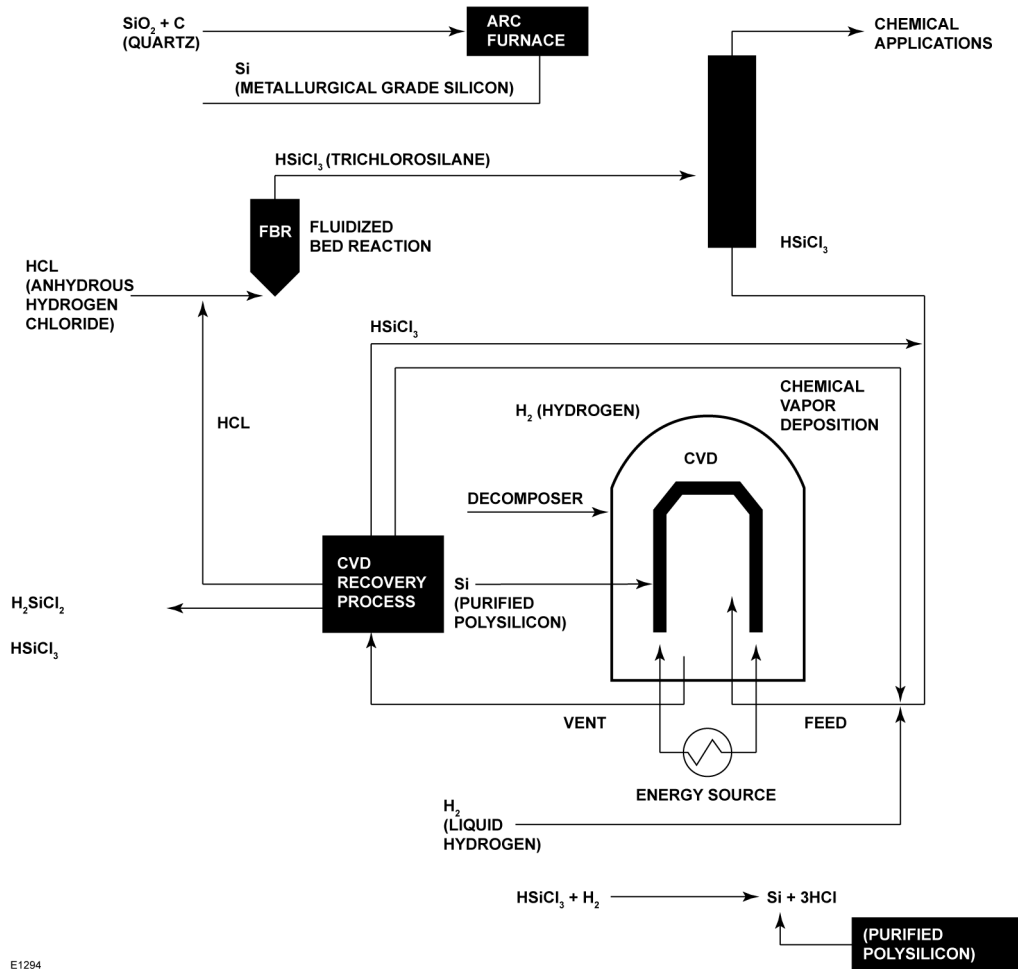 SiO₂ + C
(QUARTZ)
ARC
FURNACE
CHEMICAL
APPLICATIONS
Si
(METALLURGICAL GRADE SILICON)
HSiCl₃ (TRICHLOROSILANE)
FBR
FLUIDIZED
BED REACTION
HSiCl₃
HCL
(ANHYDROUS
HYDROGEN
CHLORIDE)
HSiCl₃
HCL
H₂ (HYDROGEN)
CHEMICAL
VAPOR
DEPOSITION
CVD
DECOMPOSER
CVD
RECOVERY
PROCESS
Si
(PURIFIED
POLYSILICON)
H₂SiCl₂
HSiCl₃
VENT
FEED
ENERGY SOURCE
H₂
(LIQUID
HYDROGEN)
HSiCl₃ + H₂
Si + 3HCl
(PURIFIED
POLYSILICON)
E1294